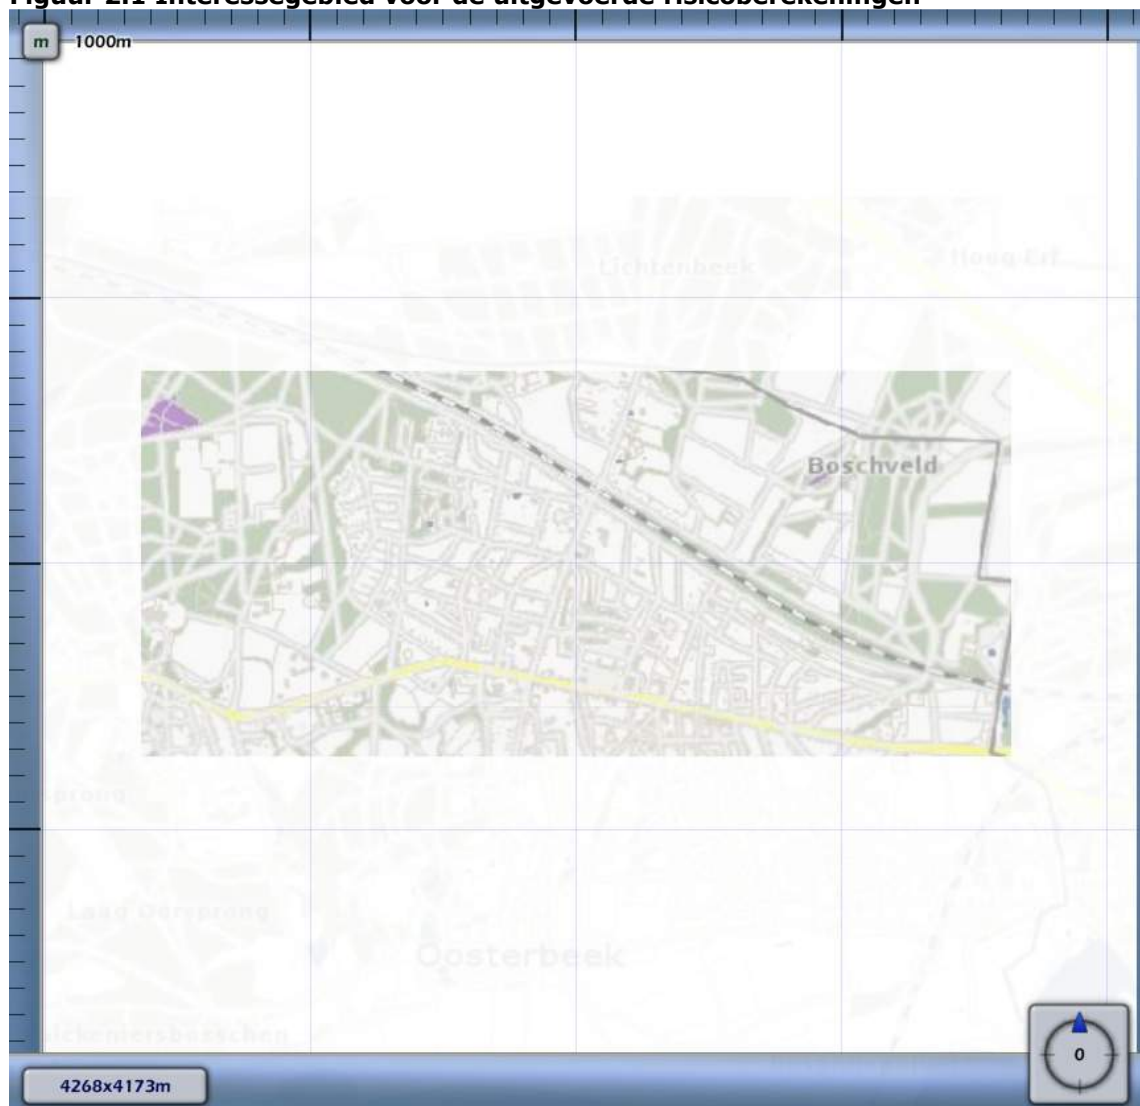 Figuur 2.1 Interessegebied voor de uitgevoerde risicoberekeningen
m 1000m
Lichtenbeek
Hoog Erf
Boschveld
Laag Oorsprong
Oosterbeek
0
4268x4173m